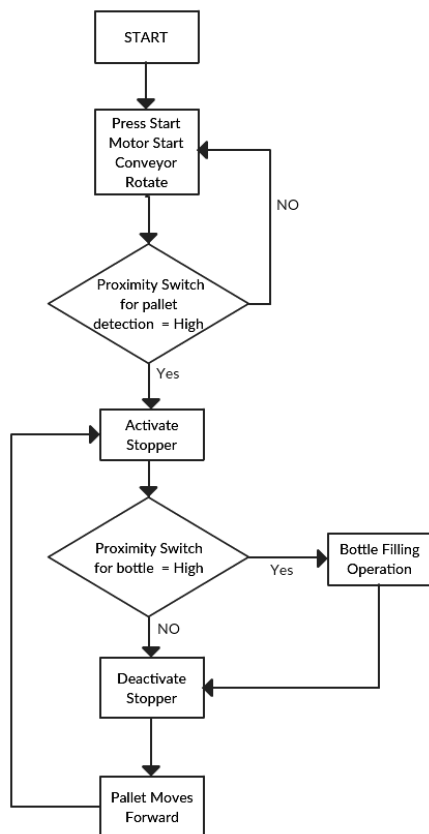 START
Press Start
Motor Start
Conveyor
Rotate
NO
Proximity Switch
for pallet
detection = High
Yes
Activate
Stopper
Proximity Switch
for bottle = High
Yes
Bottle Filling
Operation
NO
Deactivate
Stopper
Pallet Moves
Forward